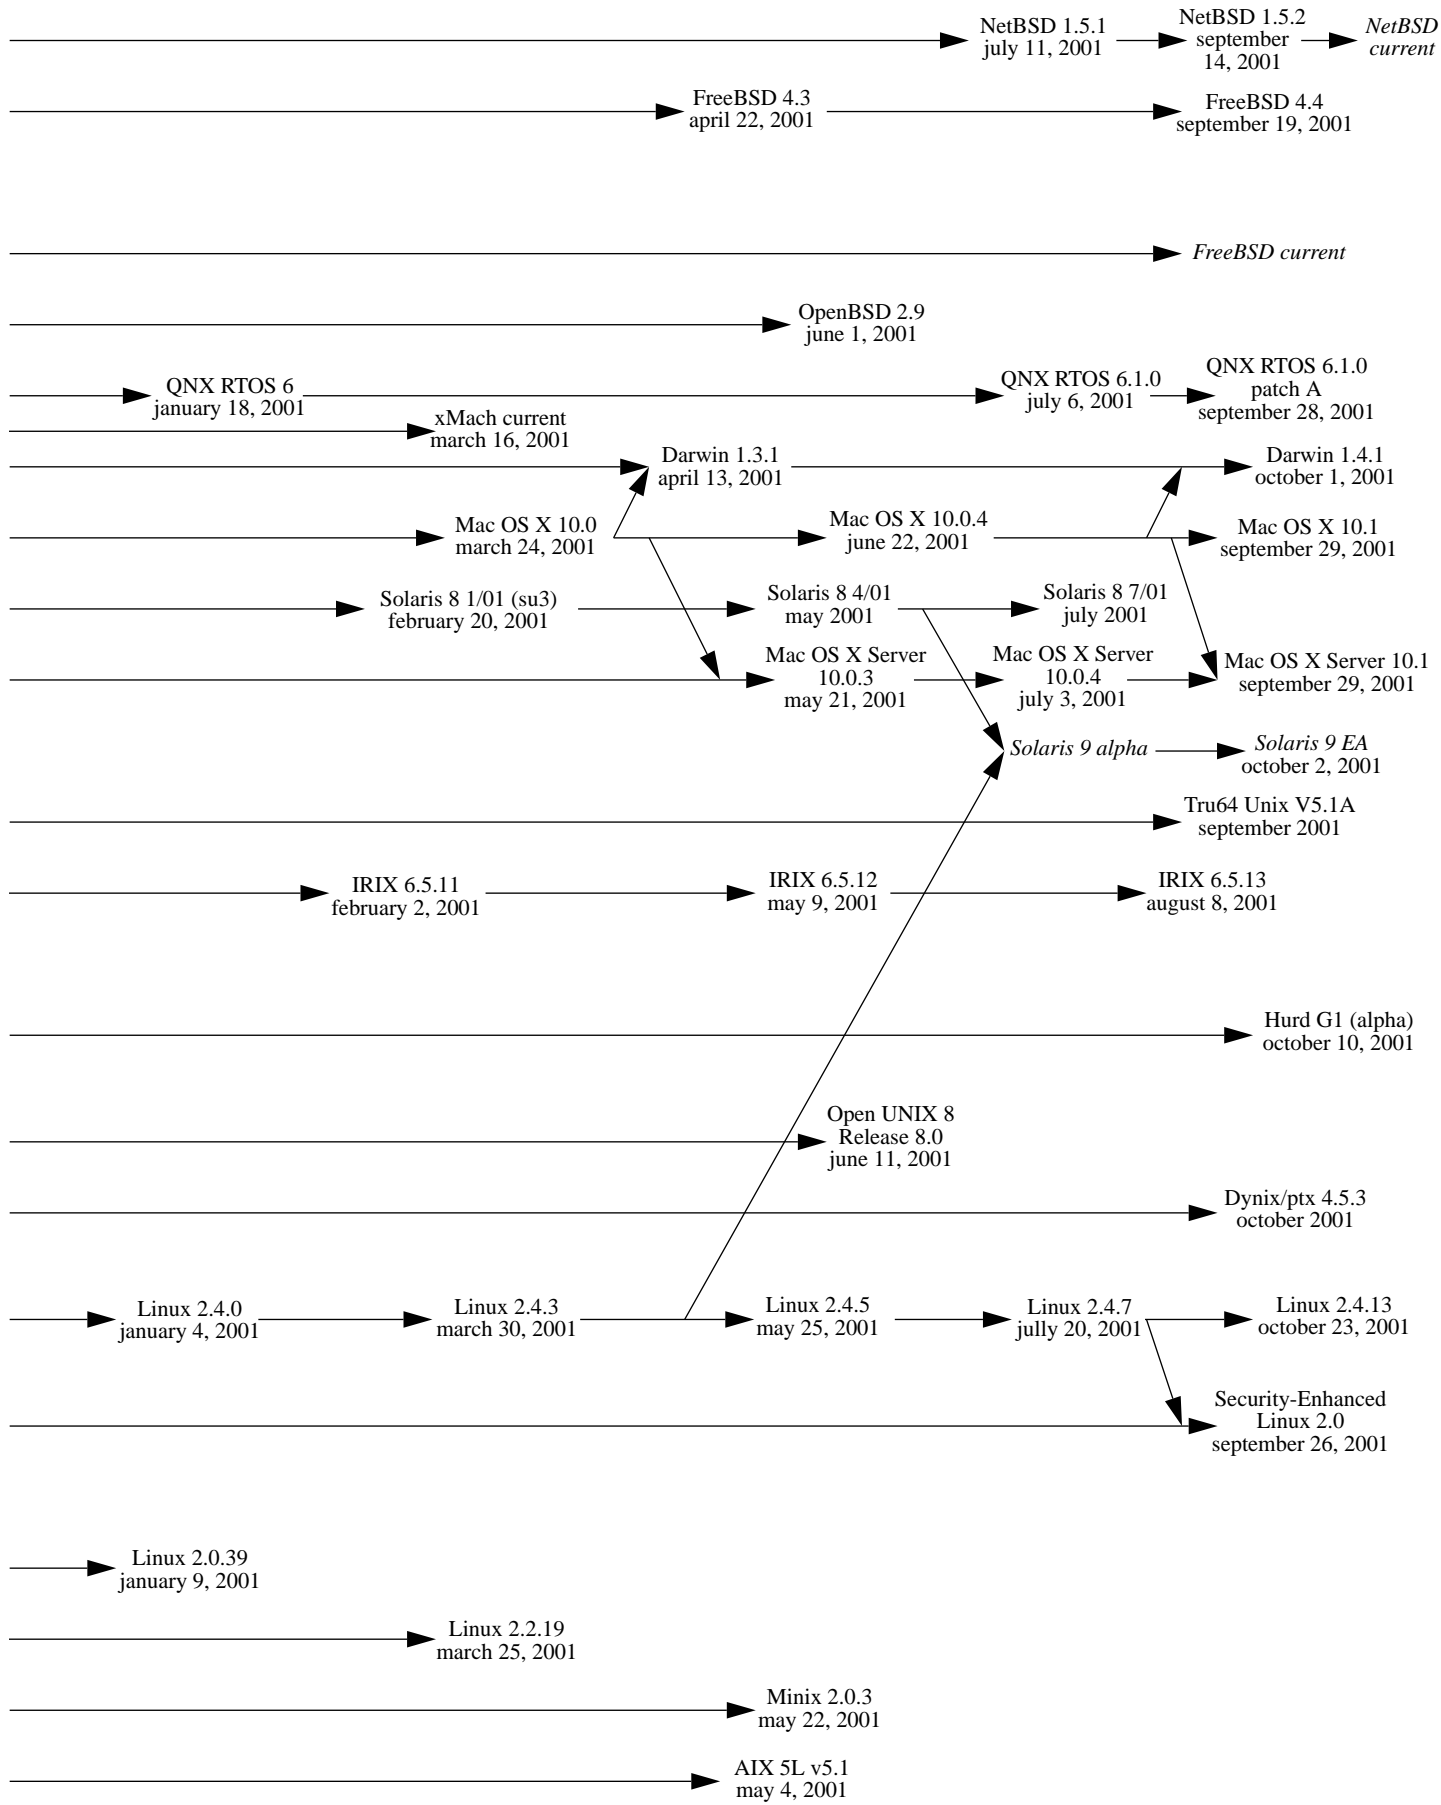 NetBSD 1.5.1
july 11, 2001
NetBSD 1.5.2
september
14, 2001
NetBSD
current
FreeBSD 4.3
april 22, 2001
FreeBSD 4.4
september 19, 2001
FreeBSD current
OpenBSD 2.9
june 1, 2001
QNX RTOS 6
january 18, 2001
QNX RTOS 6.1.0
july 6, 2001
QNX RTOS 6.1.0
patch A
september 28, 2001
xMach current
march 16, 2001
Darwin 1.3.1
april 13, 2001
Darwin 1.4.1
october 1, 2001
Mac OS X 10.0
march 24, 2001
Mac OS X 10.0.4
june 22, 2001
Mac OS X 10.1
september 29, 2001
Solaris 8 1/01 (su3)
february 20, 2001
Solaris 8 4/01
may 2001
Solaris 8 7/01
july 2001
Mac OS X Server
10.0.3
may 21, 2001
Mac OS X Server
10.0.4
july 3, 2001
Mac OS X Server 10.1
september 29, 2001
Solaris 9 alpha
Solaris 9 EA
october 2, 2001
Tru64 Unix V5.1A
september 2001
IRIX 6.5.11
february 2, 2001
IRIX 6.5.12
may 9, 2001
IRIX 6.5.13
august 8, 2001
Hurd G1 (alpha)
october 10, 2001
Open UNIX 8
Release 8.0
june 11, 2001
Dynix/ptx 4.5.3
october 2001
Linux 2.4.0
january 4, 2001
Linux 2.4.3
march 30, 2001
Linux 2.4.5
may 25, 2001
Linux 2.4.7
jully 20, 2001
Linux 2.4.13
october 23, 2001
Security-Enhanced
Linux 2.0
september 26, 2001
Linux 2.0.39
january 9, 2001
Linux 2.2.19
march 25, 2001
Minix 2.0.3
may 22, 2001
AIX 5L v5.1
may 4, 2001